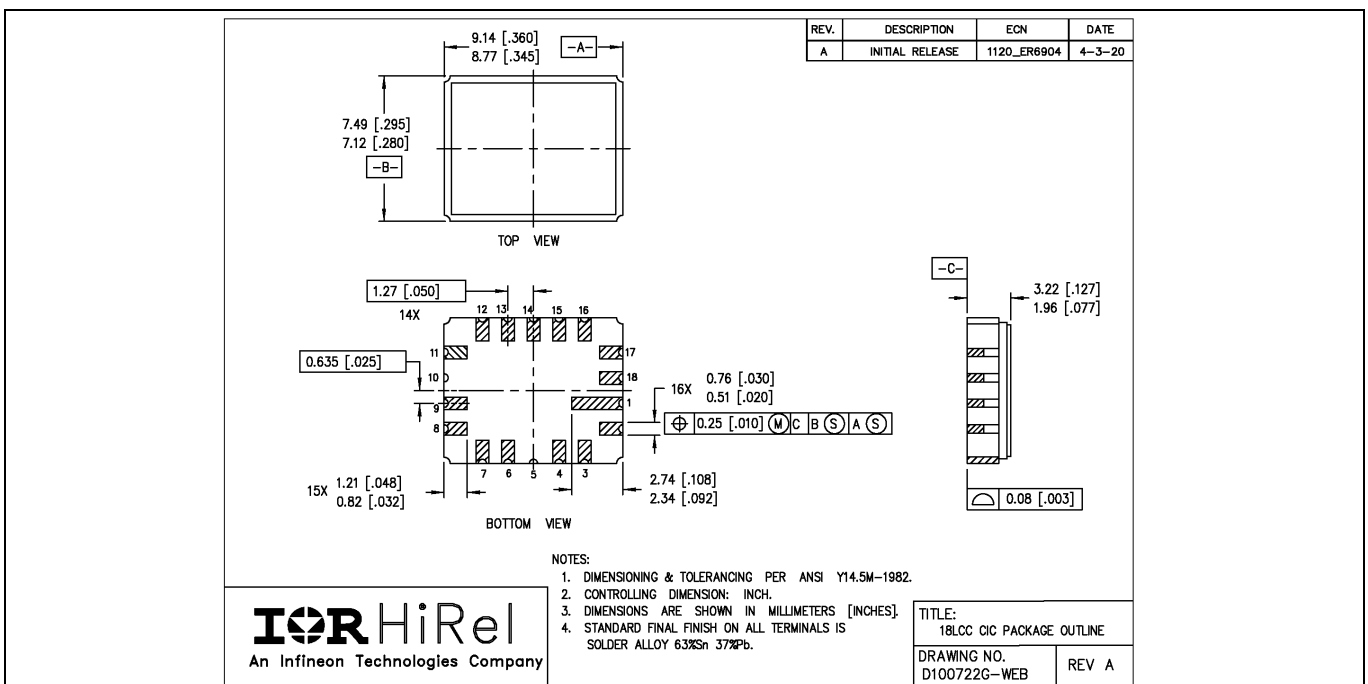 REV. DESCRIPTION ECN DATE
A INITIAL RELEASE 1120_ER6904 4-3-20
9.14 [.360]
8.77 [.345]
-A-
7.49 [.295]
7.12 [.280]
-B-
TOP VIEW
1.27 [.050]
14X
0.635 [.025]
12 13 14 15 16
11
10
9
8
17
18
1
7 6 5 4 3
16X
0.76 [.030]
0.51 [.020]
⌖ 0.25 [.010] Ⓜ C B Ⓢ A Ⓢ
15X
1.21 [.048]
0.82 [.032]
2.74 [.108]
2.34 [.092]
BOTTOM VIEW
-C-
3.22 [.127]
1.96 [.077]
⌓ 0.08 [.003]
NOTES:
1. DIMENSIONING & TOLERANCING PER ANSI Y14.5M-1982.
2. CONTROLLING DIMENSION: INCH.
3. DIMENSIONS ARE SHOWN IN MILLIMETERS [INCHES].
4. STANDARD FINAL FINISH ON ALL TERMINALS IS
SOLDER ALLOY 63%Sn 37%Pb.
IOR HiRel
An Infineon Technologies Company
TITLE:
18LCC CIC PACKAGE OUTLINE
DRAWING NO.
D100722G-WEB
REV A